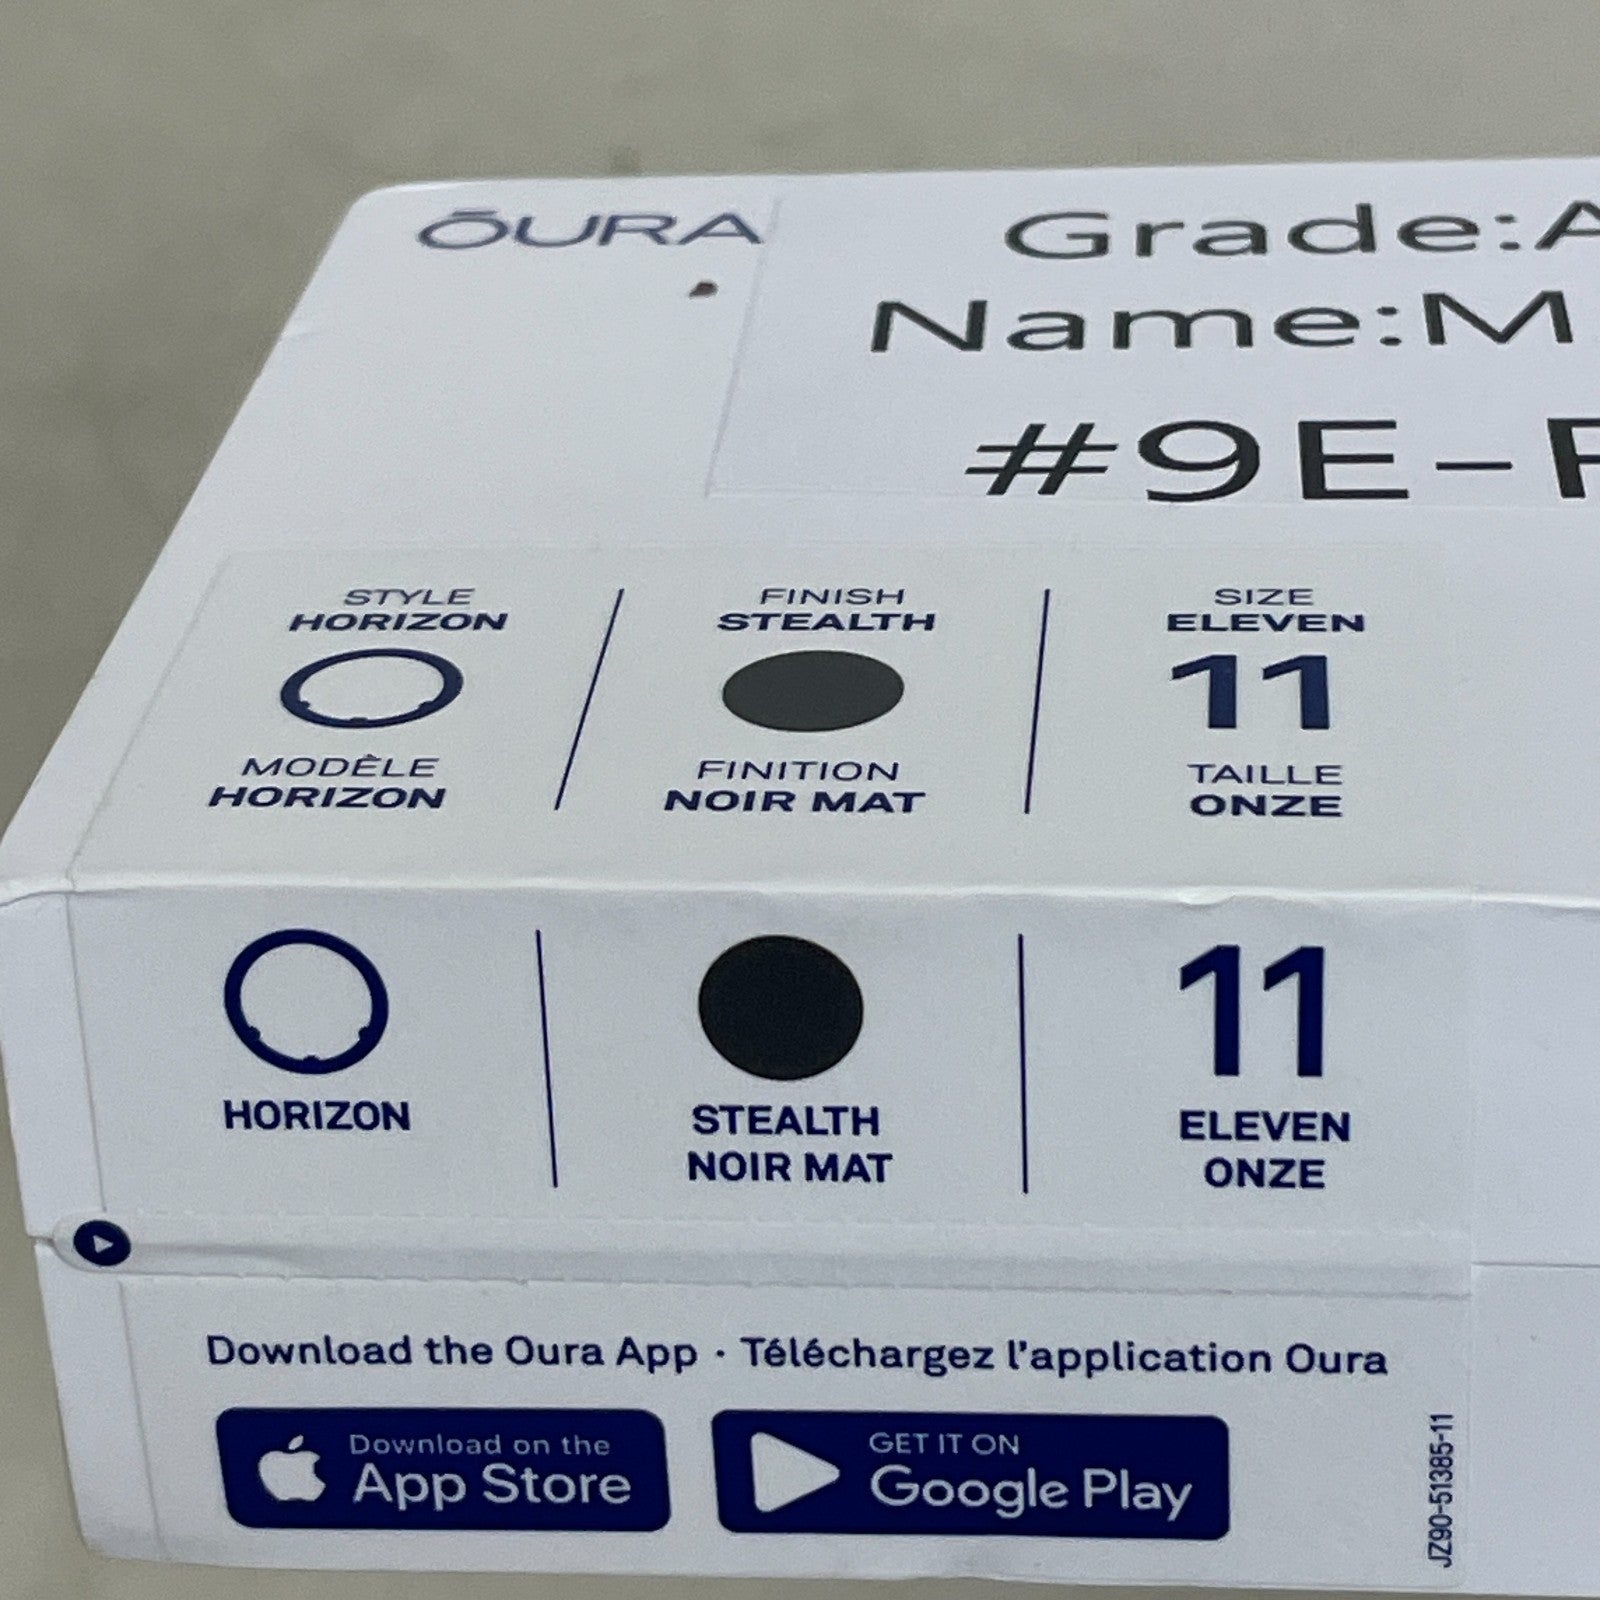 ŌURA
Grade:A
Name:M
#9E-
STYLE
HORIZON
MODÈLE
HORIZON
FINISH
STEALTH
FINITION
NOIR MAT
SIZE
ELEVEN
11
TAILLE
ONZE
HORIZON
STEALTH
NOIR MAT
11
ELEVEN
ONZE
Download the Oura App · Téléchargez l'application Oura
Download on the
App Store
GET IT ON
Google Play
JZ90-51385-11